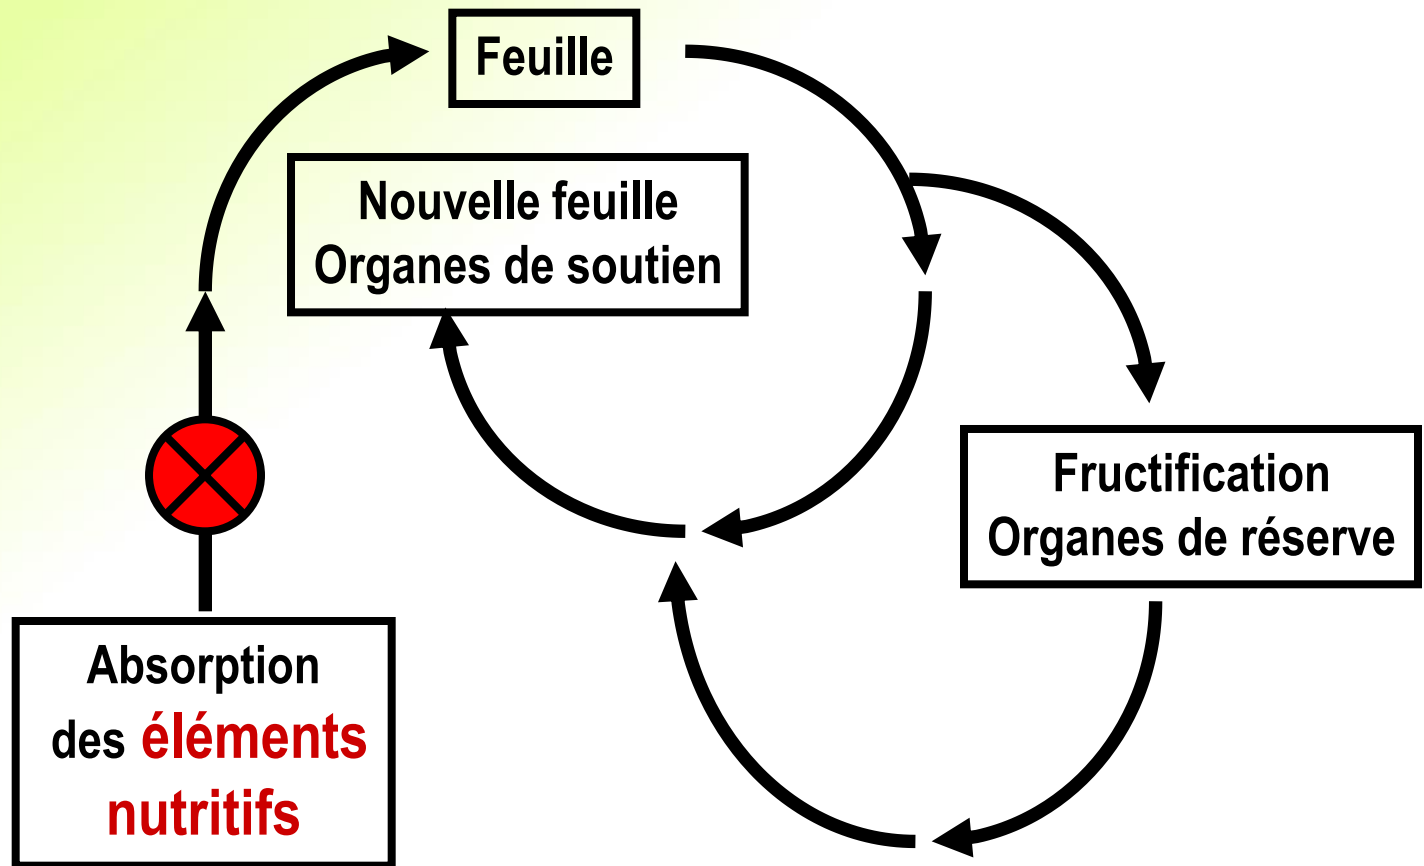 Feuille
Nouvelle feuille
Organes de soutien
Fructification
Organes de réserve
Absorption
des éléments
nutritifs